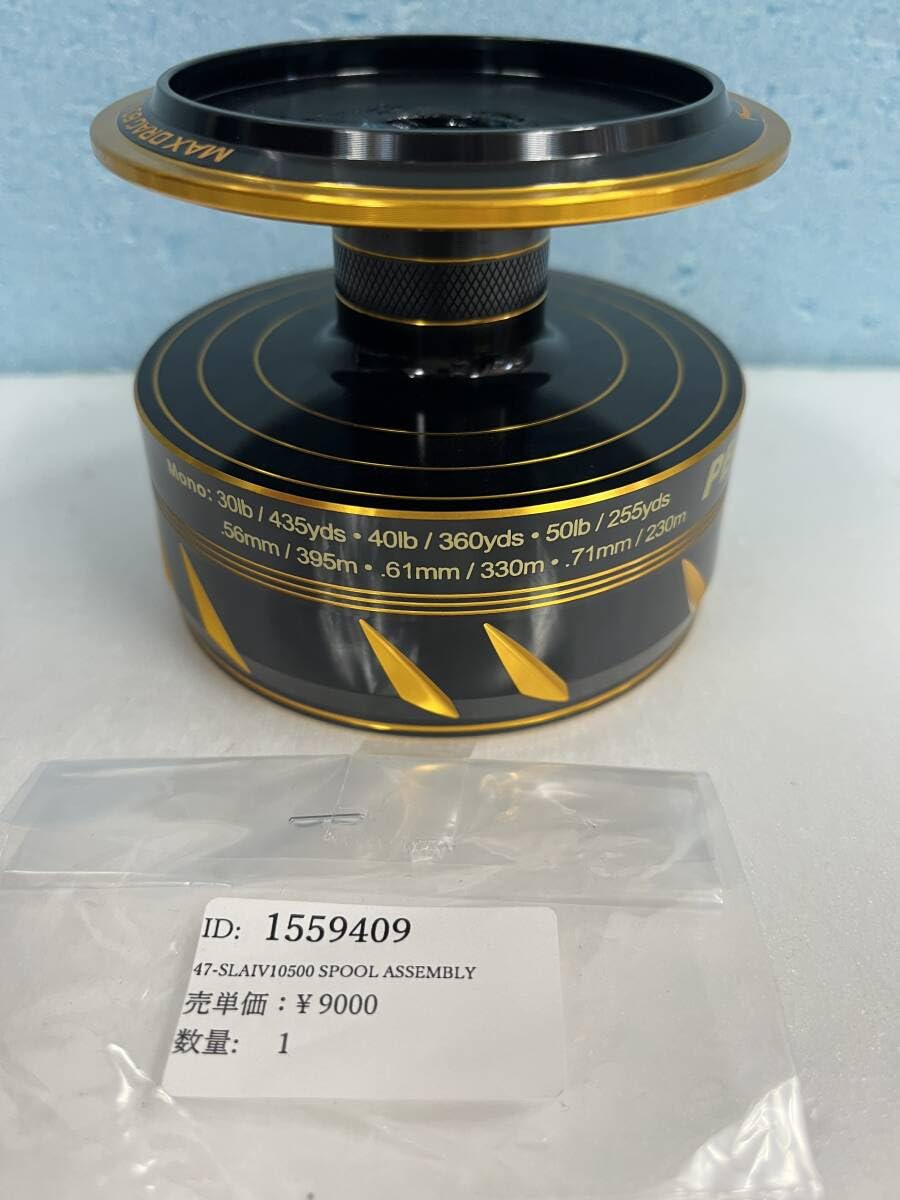 MAX DRAG
Mono: 30lb / 435yds • 40lb / 360yds • 50lb / 255yds
.56mm / 395m • .61mm / 330m • .71mm / 230m
ID: 1559409
47-SLAIV10500 SPOOL ASSEMBLY
売単価：¥ 9000
数量: 1